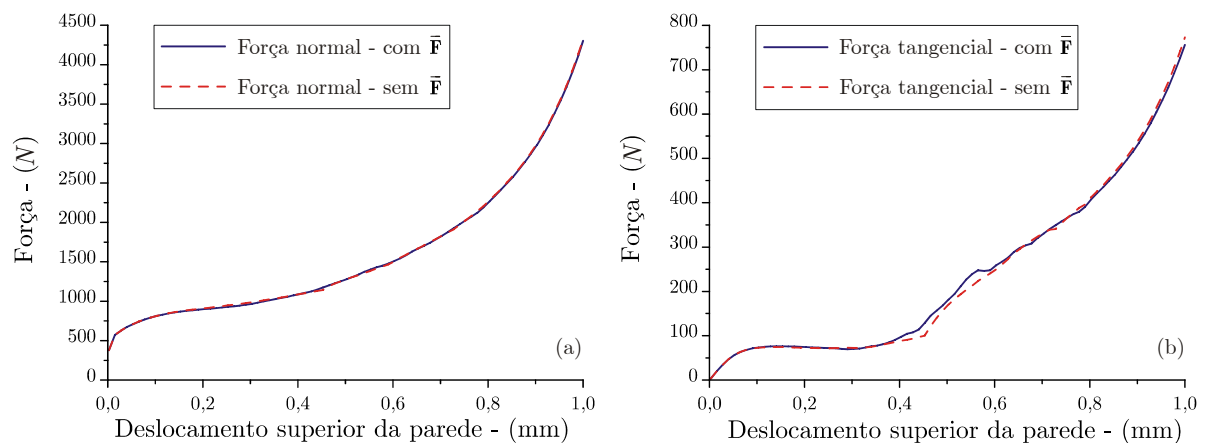 4500
4000
3500
3000
2500
2000
1500
1000
500
0
Força - (N)
Força normal - com F̄
Força normal - sem F̄
(a)
0,0 0,2 0,4 0,6 0,8 1,0
Deslocamento superior da parede - (mm)
800
700
600
500
400
300
200
100
0
Força - (N)
Força tangencial - com F̄
Força tangencial - sem F̄
(b)
0,0 0,2 0,4 0,6 0,8 1,0
Deslocamento superior da parede - (mm)